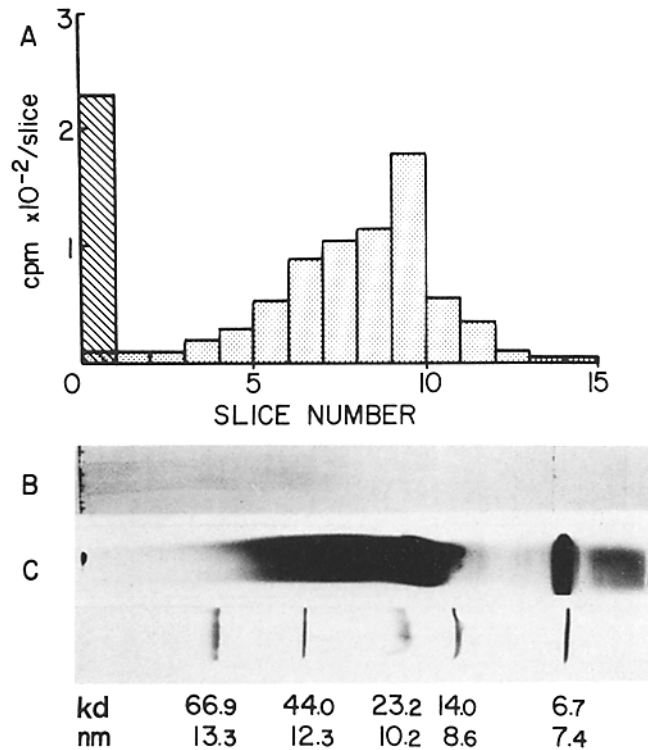 A
3
2
1
cpm x10-2/slice
0 5 10 15
SLICE NUMBER
B
C
kd 66.9 44.0 23.2 14.0 6.7
nm 13.3 12.3 10.2 8.6 7.4